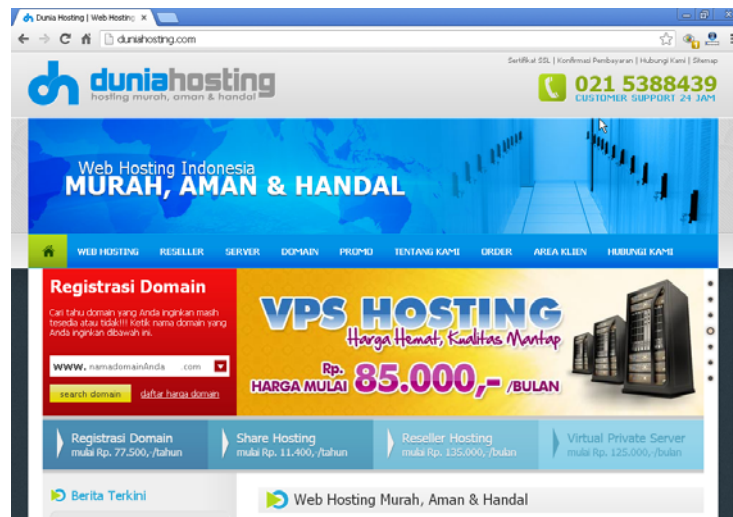 Dunia Hosting | Web Hosting
duniahosting.com
Sertifikat SSL | Konfirmasi Pembayaran | Hubungi Kami | Sitemap
duniahosting
hosting murah, aman & handal
021 5388439
CUSTOMER SUPPORT 24 JAM
Web Hosting Indonesia
MURAH, AMAN & HANDAL
WEB HOSTING RESELLER SERVER DOMAIN PROMO TENTANG KAMI ORDER AREA KLIEN HUBUNGI KAMI
Registrasi Domain
Cari tahu domain yang Anda inginkan masih
tesedia atau tidak!!! Ketik nama domain yang
Anda inginkan dibawah ini.
www. namadomainAnda .com
search domain daftar harga domain
VPS HOSTING
Harga Hemat, Kualitas Mantap
Rp.
HARGA MULAI 85.000,- /BULAN
Registrasi Domain
mulai Rp. 77.500,-/tahun
Share Hosting
mulai Rp. 11.400,-/tahun
Reseller Hosting
mulai Rp. 135.000,-/bulan
Virtual Private Server
mulai Rp. 125.000,-/bulan
Berita Terkini
Web Hosting Murah, Aman & Handal